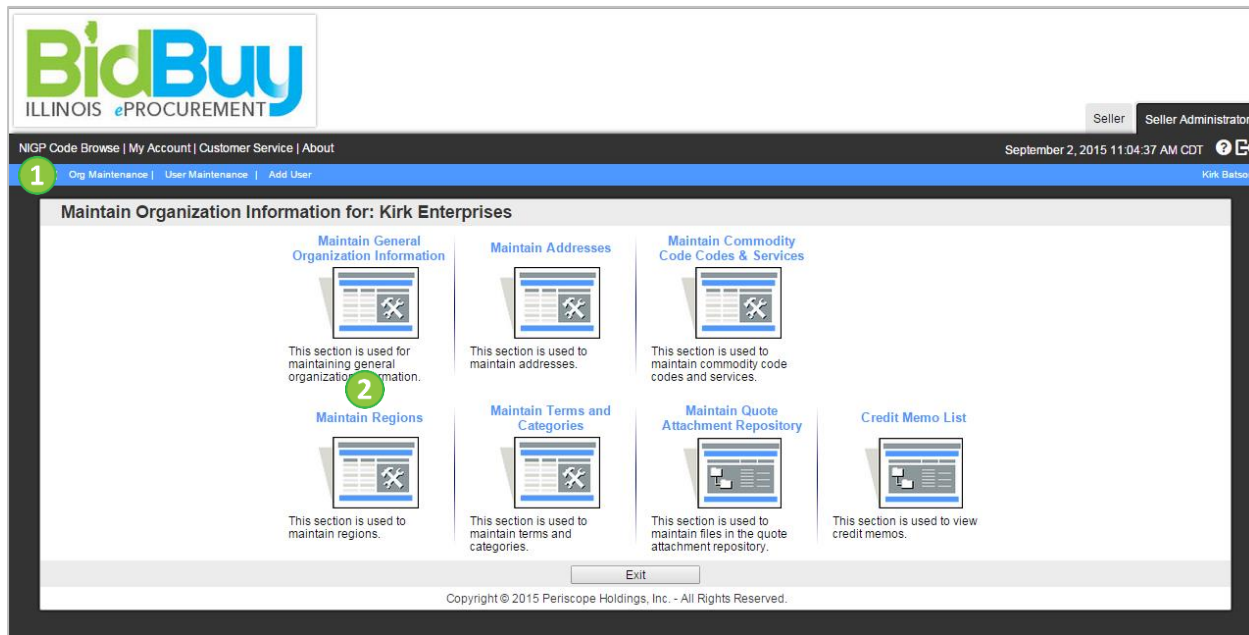 BidBuy
ILLINOIS ePROCUREMENT
Seller Seller Administrator
NIGP Code Browse | My Account | Customer Service | About September 2, 2015 11:04:37 AM CDT ?
1 Org Maintenance | User Maintenance | Add User Kirk Batso
Maintain Organization Information for: Kirk Enterprises
Maintain General Organization Information
Maintain Addresses
Maintain Commodity Code Codes & Services
This section is used for
maintaining general
organization
This section is used to
maintain addresses.
This section is used to
maintain commodity code
codes and services.
2
Maintain Regions
Maintain Terms and
Categories
Maintain Quote
Attachment Repository
Credit Memo List
This section is used to
maintain regions.
This section is used to
maintain terms and
categories.
This section is used to
maintain files in the quote
attachment repository.
This section is used to view
credit memos.
Exit
Copyright © 2015 Periscope Holdings, Inc. - All Rights Reserved.